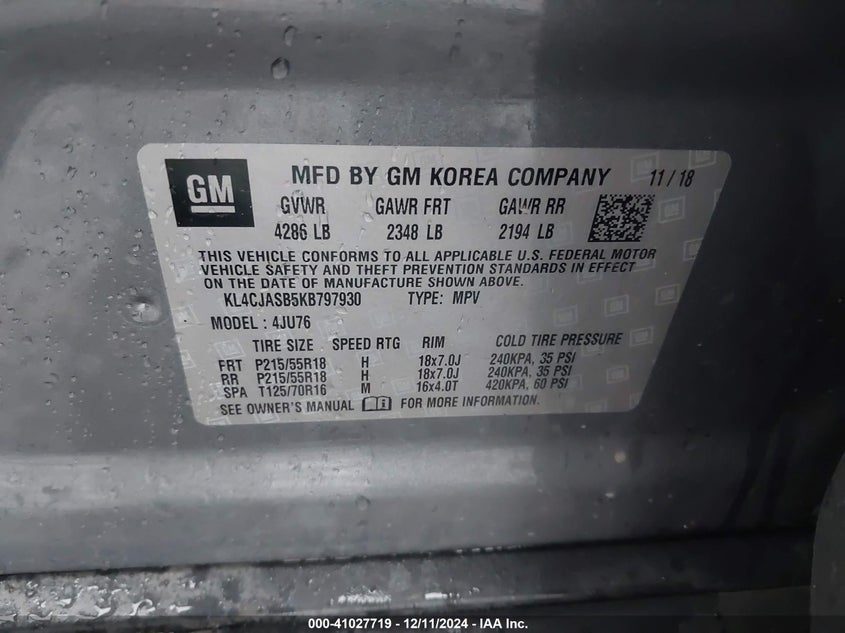 GM
MFD BY GM KOREA COMPANY 11/18
GVWR GAWR FRT GAWR RR
4286 LB 2348 LB 2194 LB
THIS VEHICLE CONFORMS TO ALL APPLICABLE U.S. FEDERAL MOTOR
VEHICLE SAFETY AND THEFT PREVENTION STANDARDS IN EFFECT
ON THE DATE OF MANUFACTURE SHOWN ABOVE.
KL4CJASB5KB797930 TYPE: MPV
MODEL : 4JU76
TIRE SIZE SPEED RTG RIM COLD TIRE PRESSURE
FRT P215/55R18 H 18x7.0J 240KPA, 35 PSI
RR P215/55R18 H 18x7.0J 240KPA, 35 PSI
SPA T125/70R16 M 16x4.0T 420KPA, 60 PSI
SEE OWNER'S MANUAL FOR MORE INFORMATION.
000-41027719 - 12/11/2024 - IAA Inc.